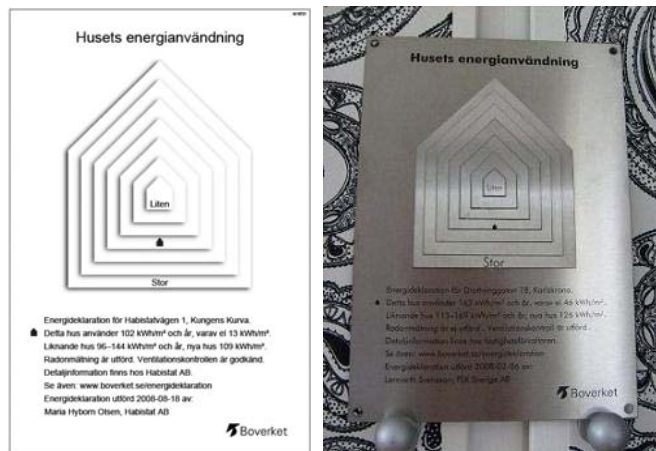 Husets energianvändning
Liten
Stor
Energideklaration för Habistatvägen 1, Kungens Kurva.
Detta hus använder 102 kWh/m² och år, varav el 13 kWh/m².
Liknande hus 96–144 kWh/m² och år, nya hus 109 kWh/m².
Radonmätning är utförd. Ventilationskontrollen är godkänd.
Detaljinformation finns hos Habistat AB.
Se även: www.boverket.se/energideklaration
Energideklaration utförd 2008-08-18 av:
Maria Hyborn Olsen, Habistat AB
Boverket
Husets energianvändning
Liten
Stor
Energideklaration för Drottninggatan 18, Karlskrona.
Detta hus använder 162 kWh/m² och år, varav el 46 kWh/m².
Liknande hus 113–169 kWh/m² och år, nya hus 126 kWh/m².
Radonmätning är ej utförd. Ventilationskontroll är utförd.
Detaljinformation finns hos fastighetsförvaltaren.
Se även: www.boverket.se/energideklaration
Energideklaration utförd 2008-02-06 av:
Lennarth Svensson, Sverige AB
Boverket